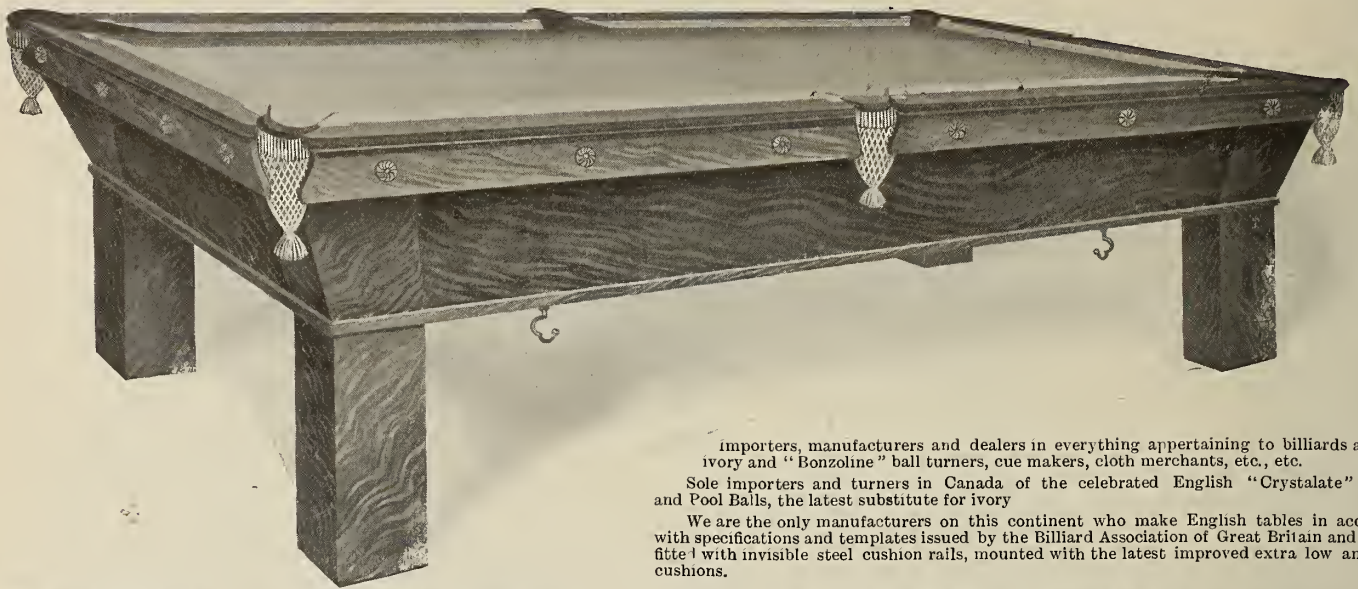 importers, manufacturers and dealers in everything appertaining to billiards a
ivory and "Bonzoline" ball turners, cue makers, cloth merchants, etc., etc.
Sole importers and turners in Canada of the celebrated English "Crystalate"
and Pool Balls, the latest substitute for ivory
We are the only manufacturers on this continent who make English tables in acc
with specifications and templates issued by the Billiard Association of Great Britain and
fitted with invisible steel cushion rails, mounted with the latest improved extra low an
cushions.